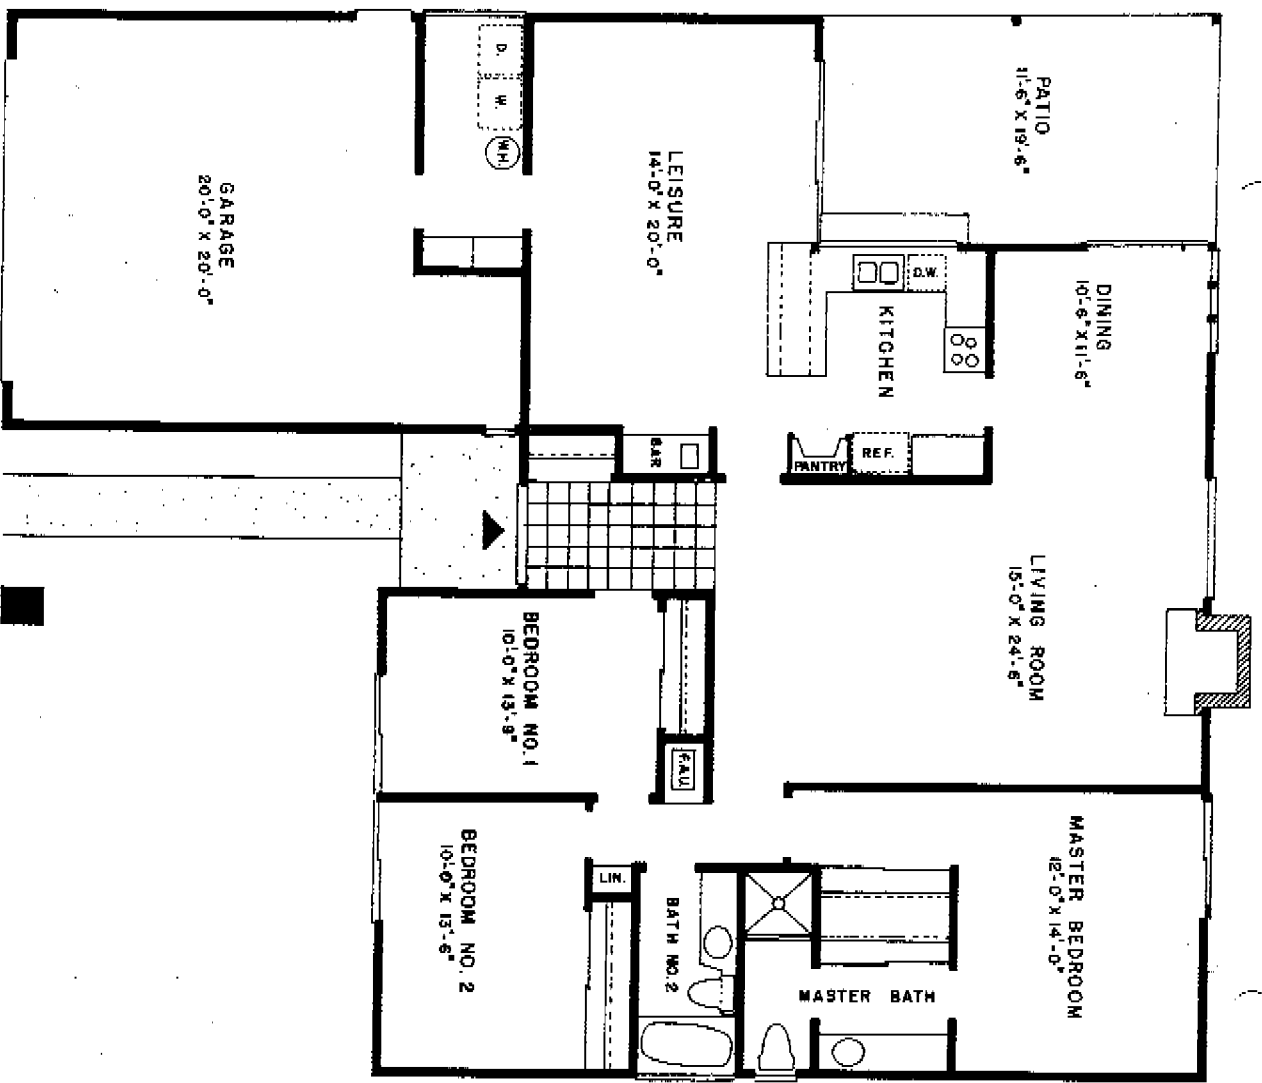 PATIO
11'-6" X 19'-6"
D.
W.
W.H.
LEISURE
14'-0" X 20'-0"
GARAGE
20'-0" X 20'-0"
D.W.
KITCHEN
DINING
10'-6" X 11'-6"
BAR
PANTRY
REF.
LIVING ROOM
15'-0" X 24'-6"
BEDROOM NO. 1
10'-0" X 13'-9"
F.A.U.
BEDROOM NO. 2
10'-0" X 13'-6"
LIN.
BATH NO. 2
MASTER BEDROOM
12'-0" X 14'-0"
MASTER BATH